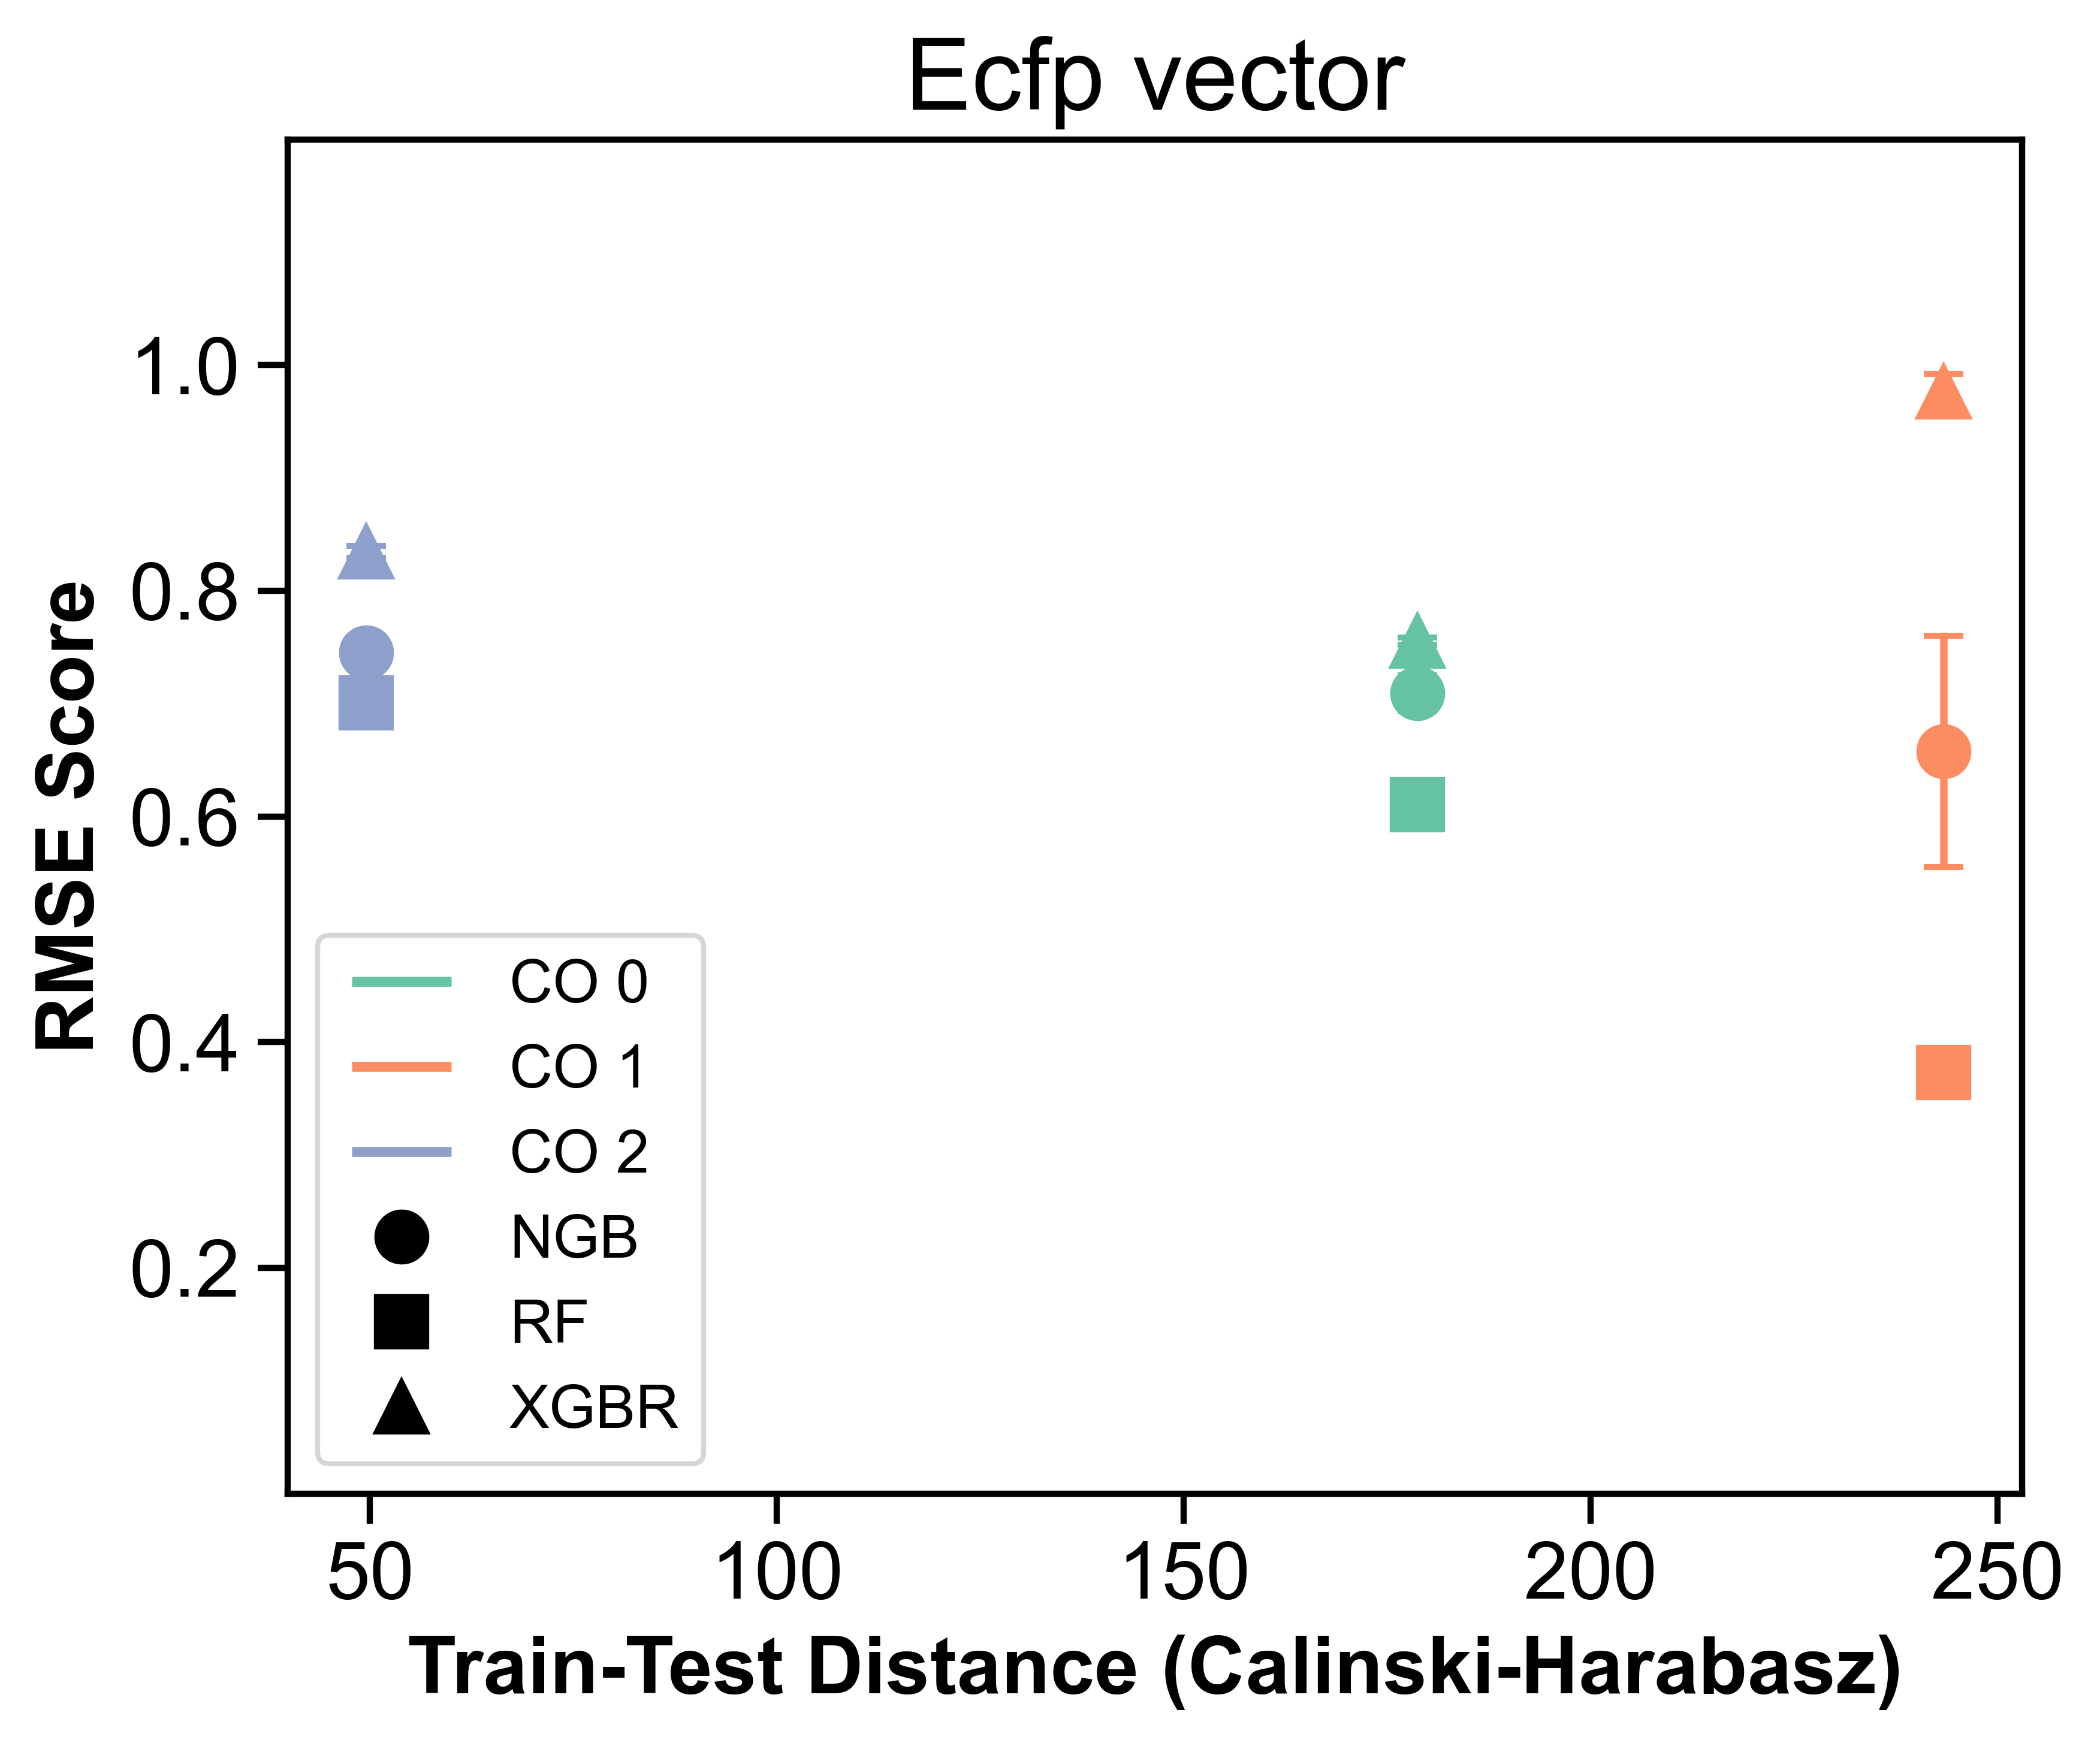 Ecfp vector
RMSE Score
1.0
0.8
0.6
0.4
0.2
CO 0
CO 1
CO 2
NGB
RF
XGBR
50 100 150 200 250
Train-Test Distance (Calinski-Harabasz)